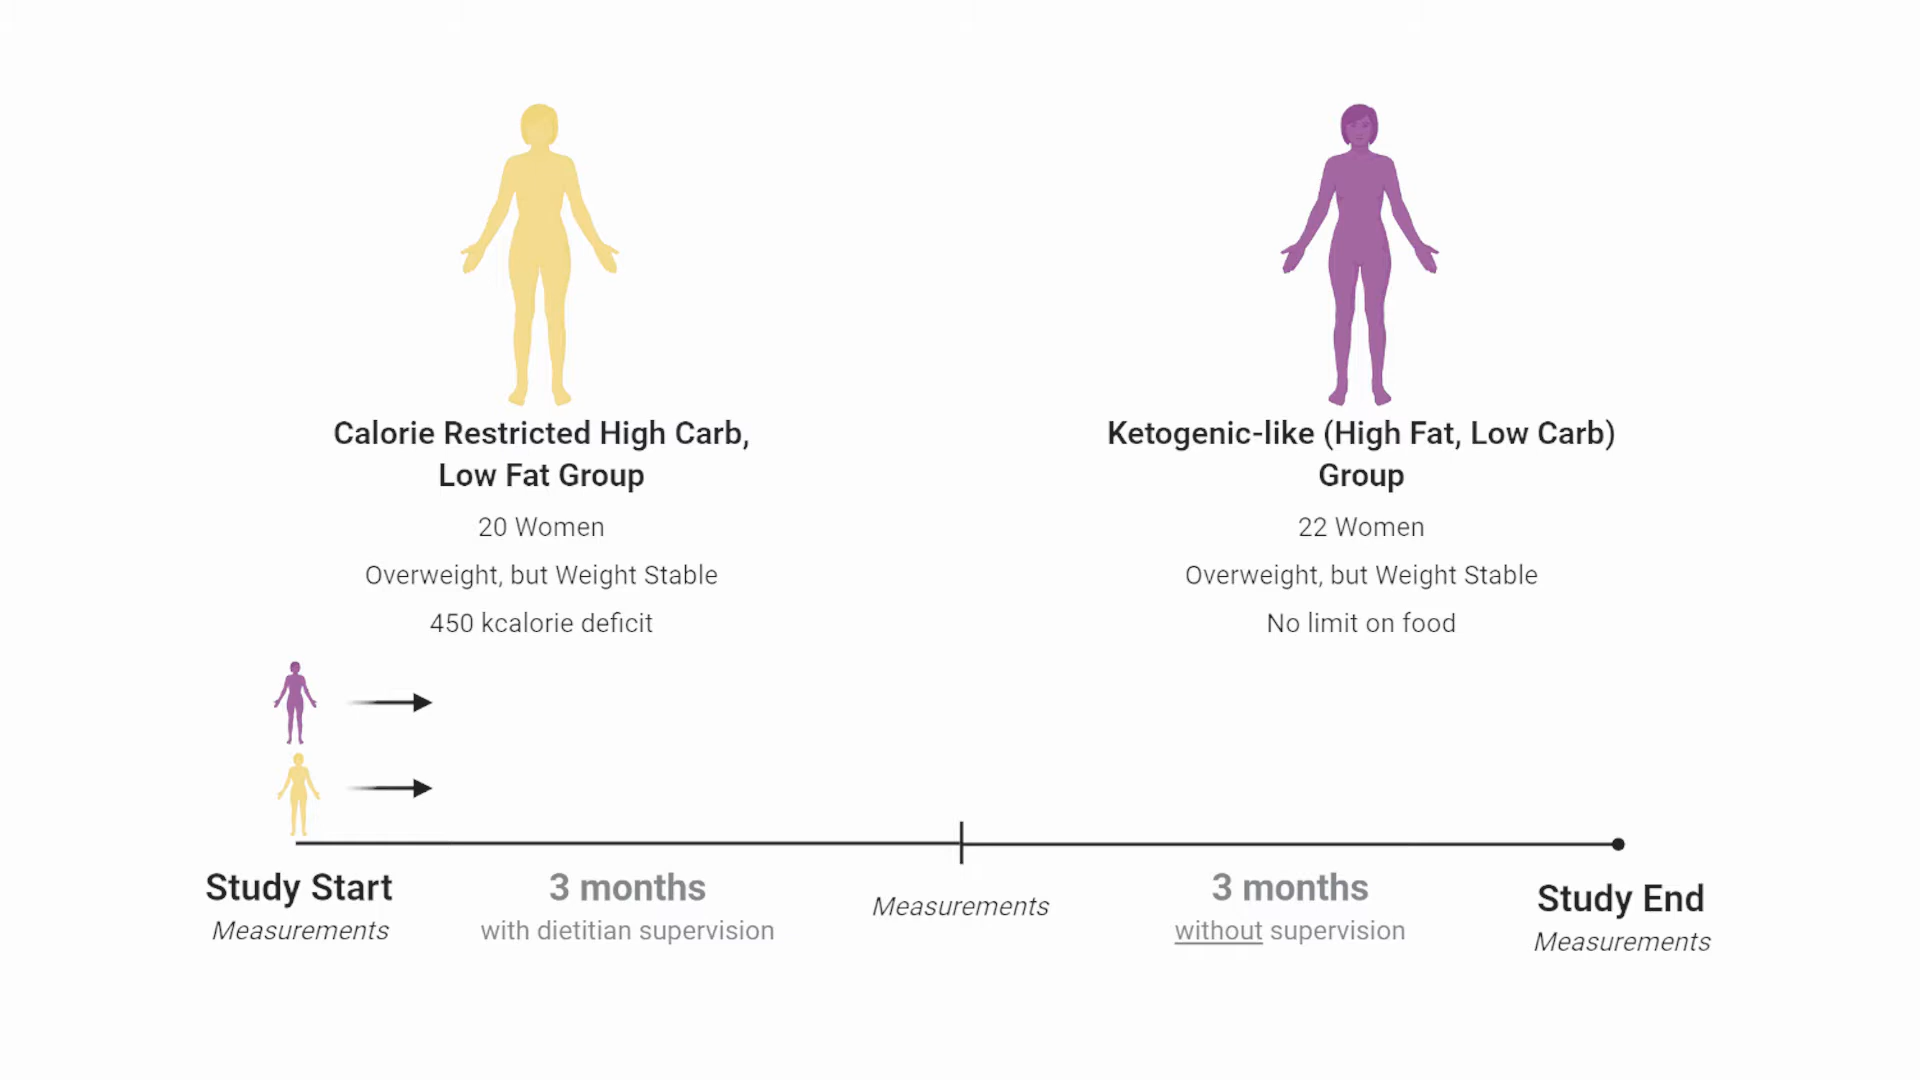 Calorie Restricted High Carb,
Low Fat Group
20 Women
Overweight, but Weight Stable
450 kcalorie deficit
Ketogenic-like (High Fat, Low Carb)
Group
22 Women
Overweight, but Weight Stable
No limit on food
Study Start
Measurements
3 months
with dietitian supervision
Measurements
3 months
without supervision
Study End
Measurements